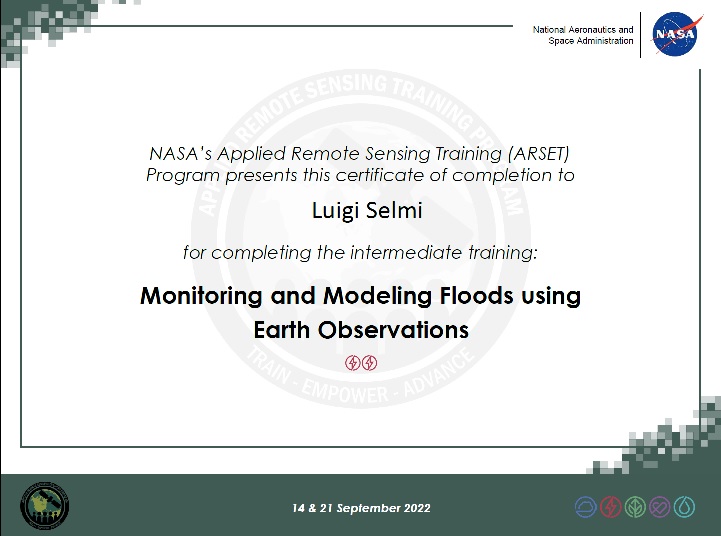 National Aeronautics and
Space Administration
NASA
APPLIED REMOTE SENSING TRAINING PROGRAM
NASA's Applied Remote Sensing Training (ARSET)
Program presents this certificate of completion to
Luigi Selmi
for completing the intermediate training:
Monitoring and Modeling Floods using
Earth Observations
TRAIN - EMPOWER - ADVANCE
14 & 21 September 2022